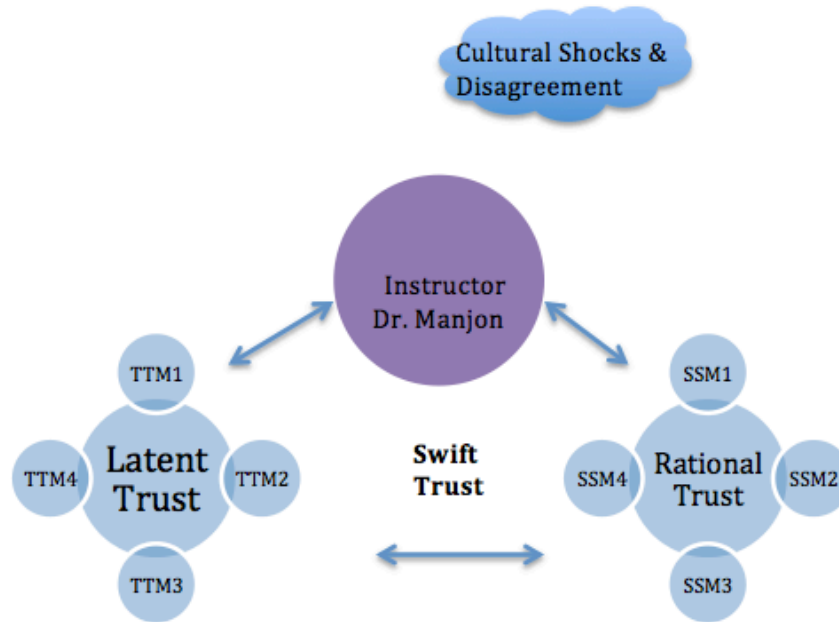 Cultural Shocks &
Disagreement
Instructor
Dr. Manjon
TTM1
SSM1
Latent
Trust
TTM4
TTM2
Swift
Trust
SSM4
Rational
Trust
SSM2
TTM3
SSM3